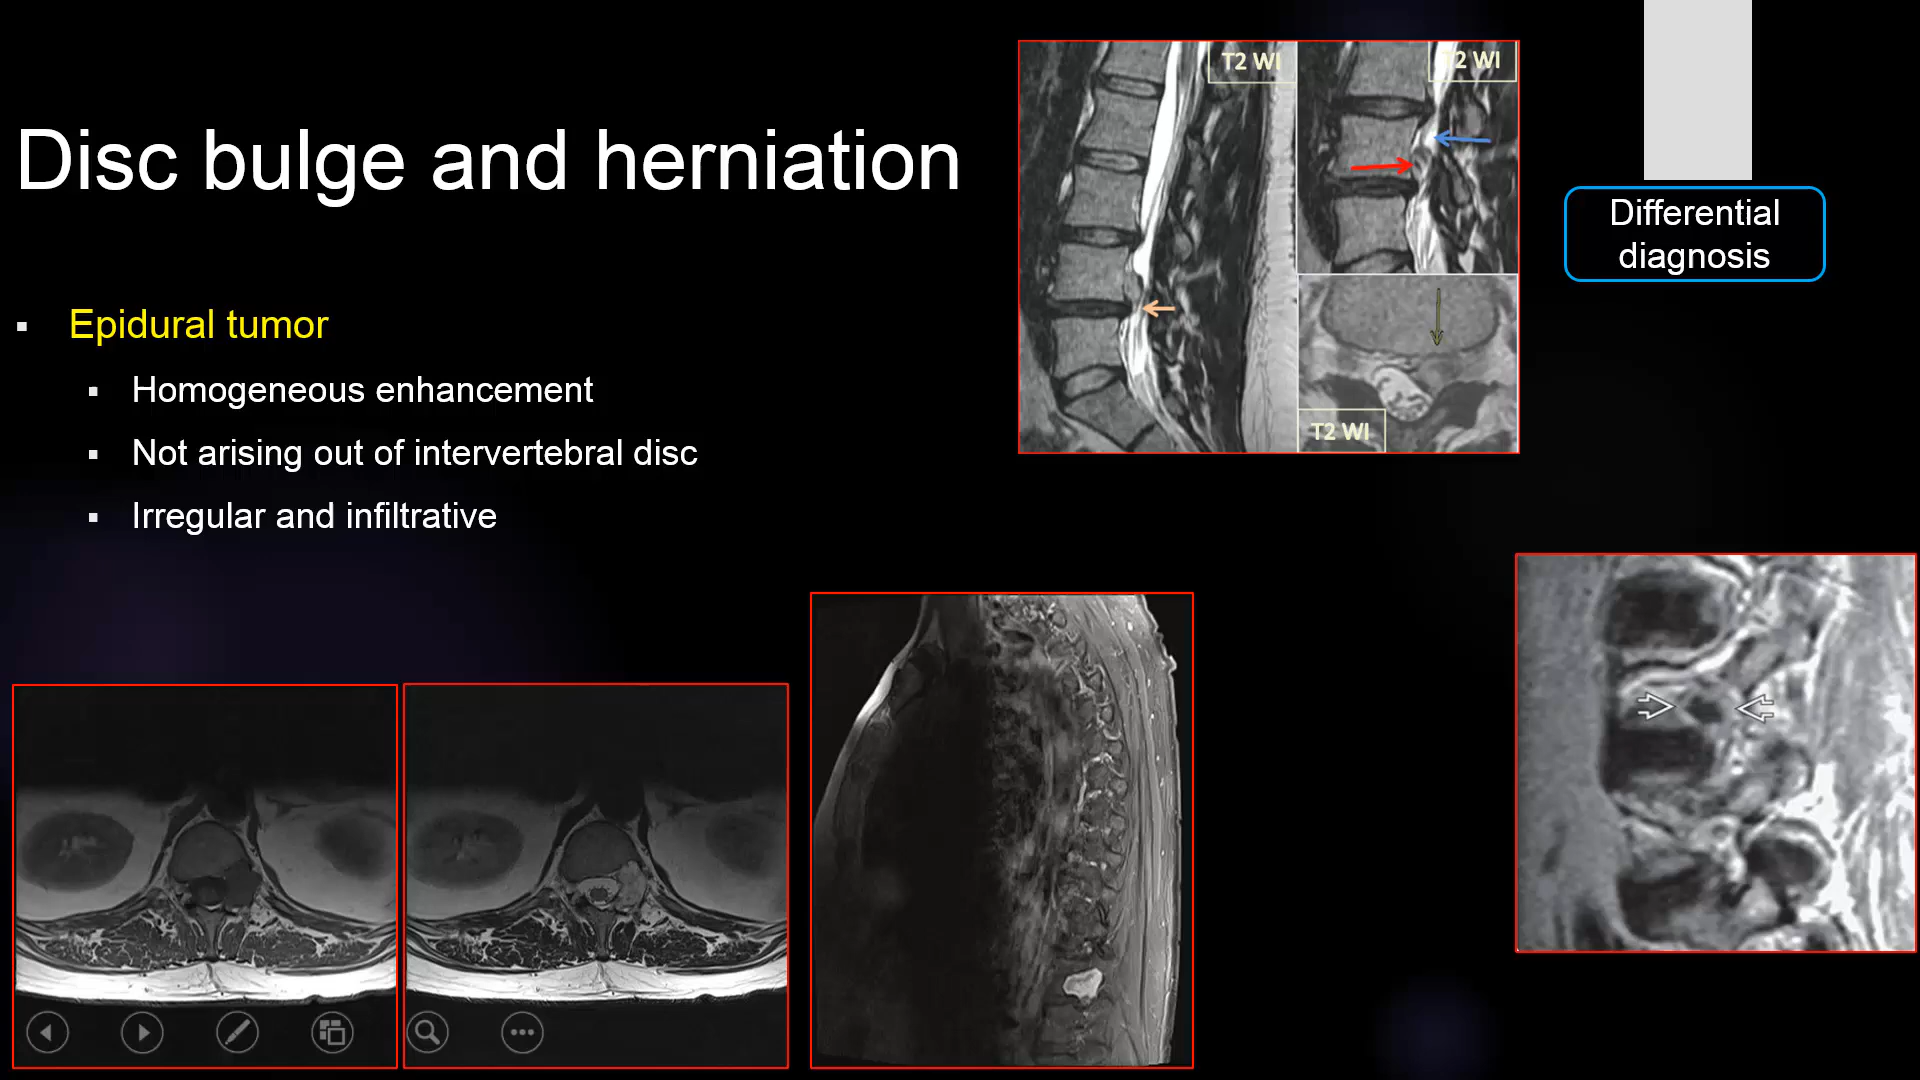 Disc bulge and herniation
Epidural tumor
Homogeneous enhancement
Not arising out of intervertebral disc
Irregular and infiltrative
T2 WI
T2 WI
T2 WI
Differential
diagnosis